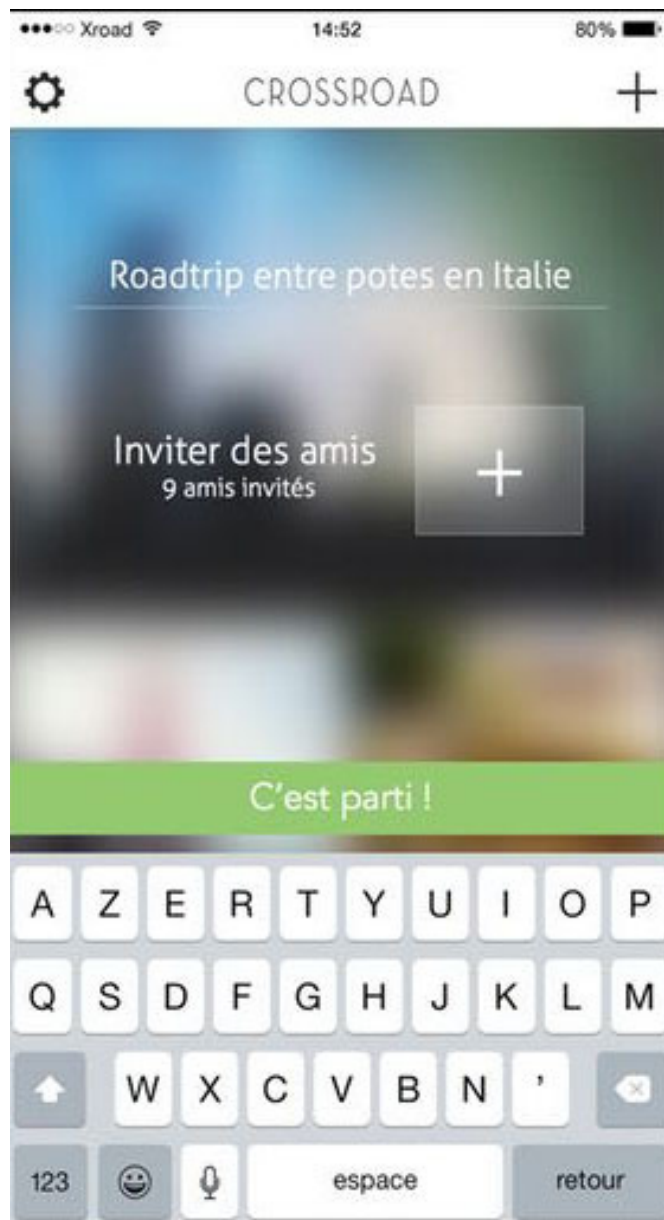 Xroad 14:52 80%
CROSSROAD
Roadtrip entre potes en Italie
Inviter des amis
9 amis invités
C'est parti !
A Z E R T Y U I O P
Q S D F G H J K L M
W X C V B N '
123 espace retour